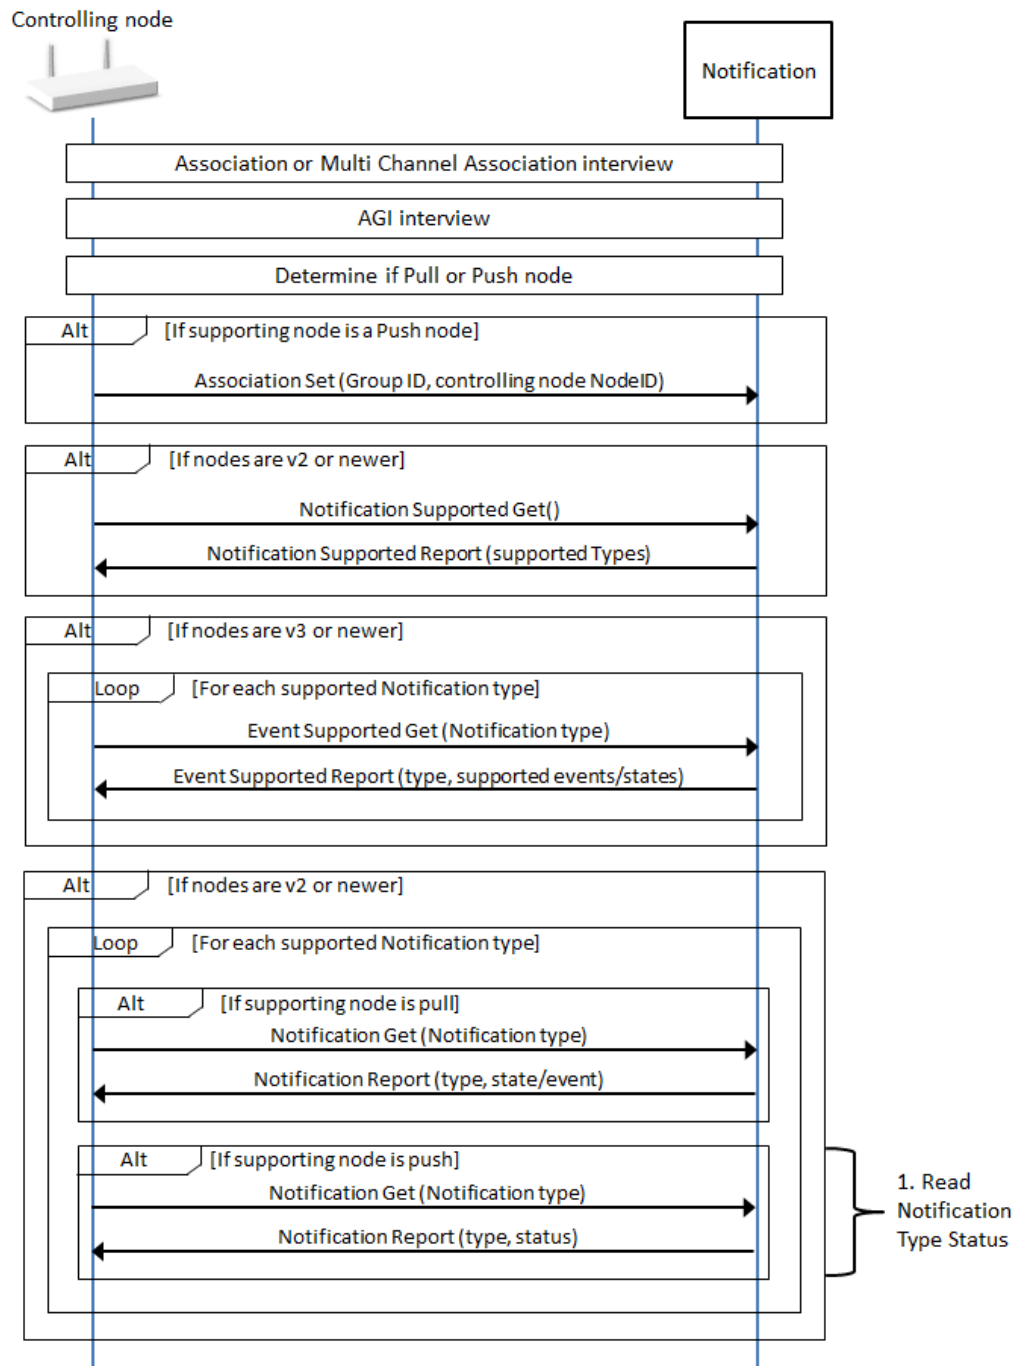 Controlling node
Notification
Association or Multi Channel Association interview
AGI interview
Determine if Pull or Push node
Alt [If supporting node is a Push node]
Association Set (Group ID, controlling node NodeID)
Alt [If nodes are v2 or newer]
Notification Supported Get()
Notification Supported Report (supported Types)
Alt [If nodes are v3 or newer]
Loop [For each supported Notification type]
Event Supported Get (Notification type)
Event Supported Report (type, supported events/states)
Alt [If nodes are v2 or newer]
Loop [For each supported Notification type]
Alt [If supporting node is pull]
Notification Get (Notification type)
Notification Report (type, state/event)
Alt [If supporting node is push]
Notification Get (Notification type)
Notification Report (type, status)
1. Read
Notification
Type Status